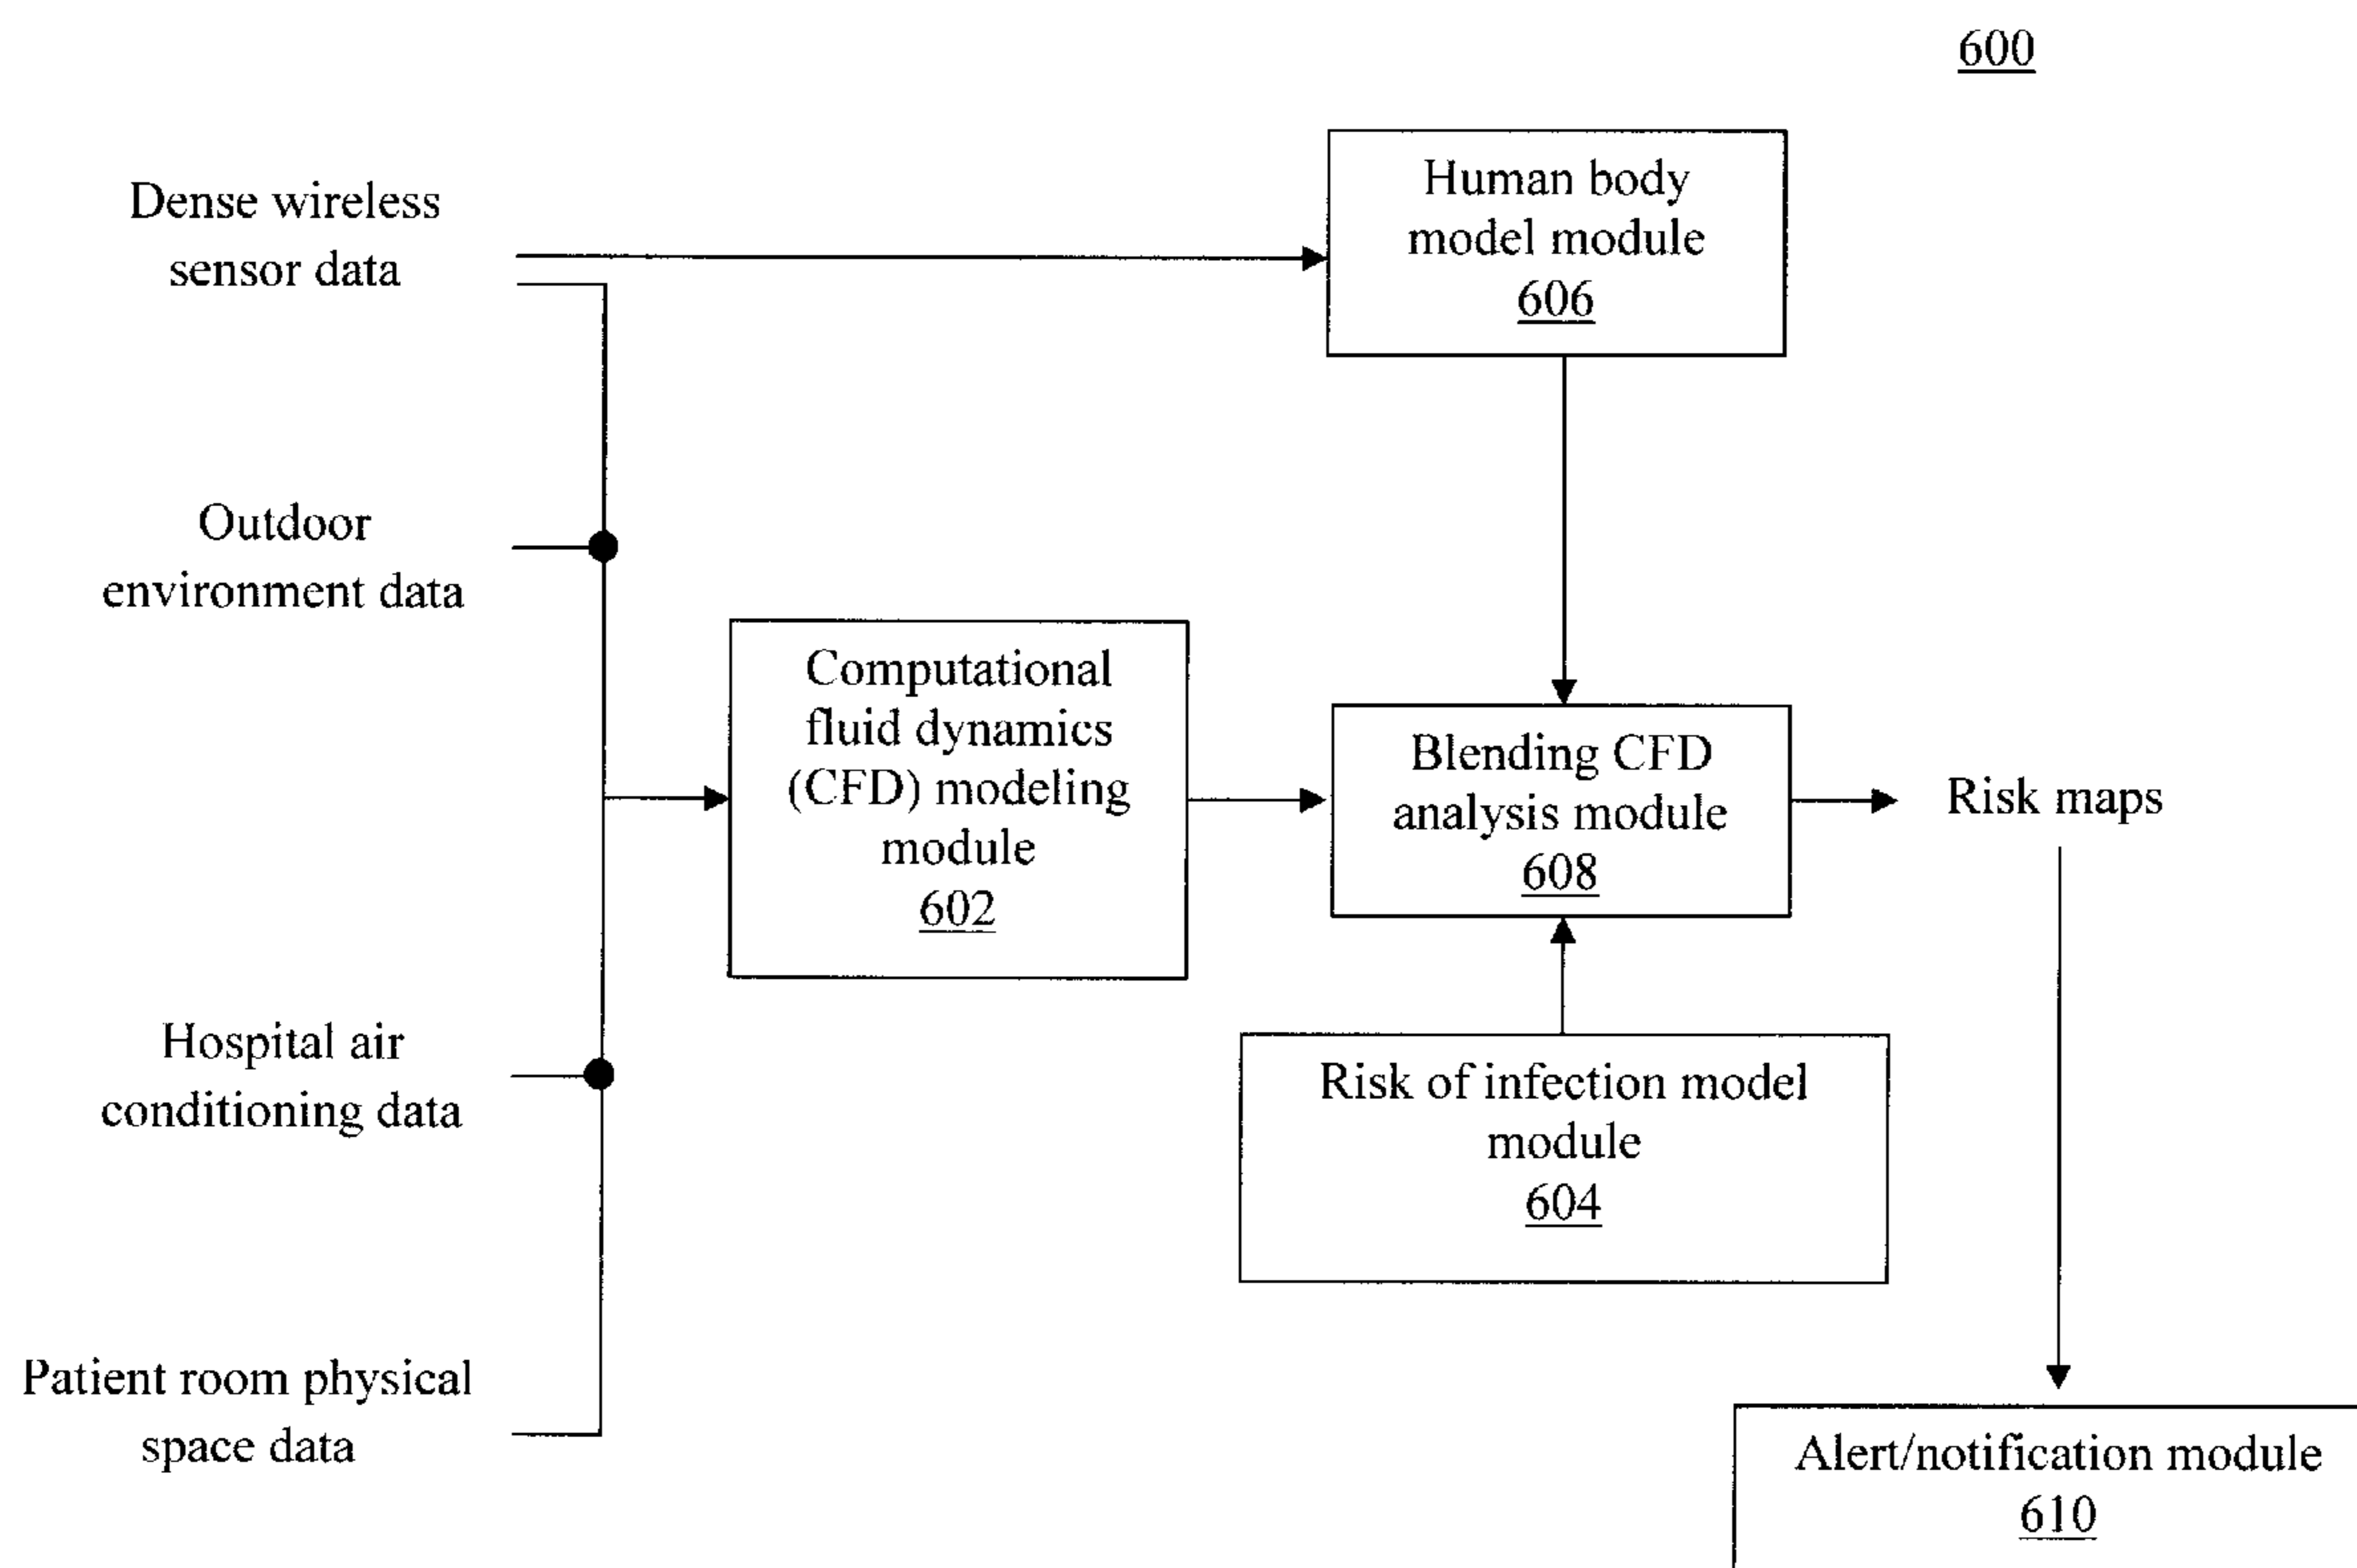 600
Dense wireless
sensor data
Human body
model module
606
Outdoor
environment data
Computational
fluid dynamics
(CFD) modeling
module
602
Blending CFD
analysis module
608
Risk maps
Hospital air
conditioning data
Risk of infection model
module
604
Patient room physical
space data
Alert/notification module
610